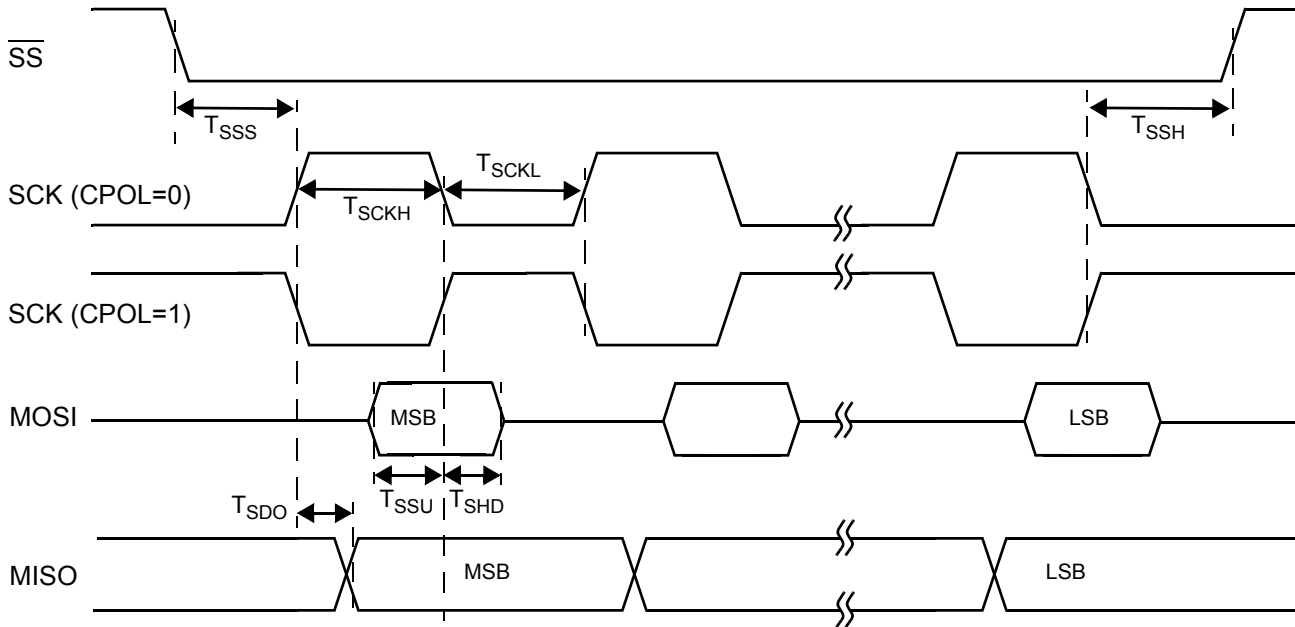 SS
T_SSS
T_SSH
SCK (CPOL=0)
T_SCKH
T_SCKL
SCK (CPOL=1)
MOSI
MSB
LSB
T_SSU
T_SHD
T_SDO
MISO
MSB
LSB